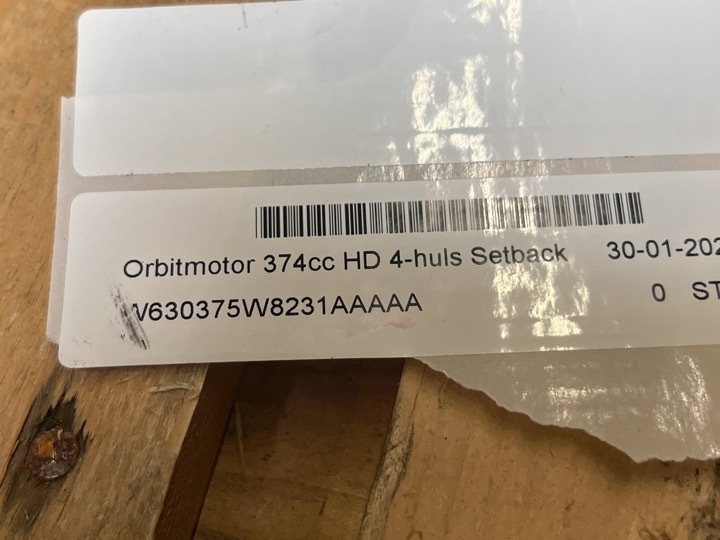 Orbitmotor 374cc HD 4-huls Setback 30-01-202
W630375W8231AAAAA 0 ST